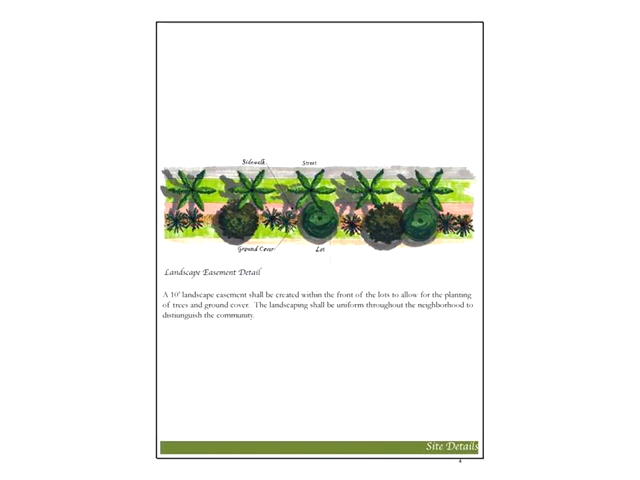 Sidewalk
Street
Ground Cover
Lot
Landscape Easement Detail
A 10' landscape easement shall be created within the front of the lots to allow for the planting
of trees and ground cover. The landscaping shall be uniform throughout the neighborhood to
distiunguish the community.
Site Details
4